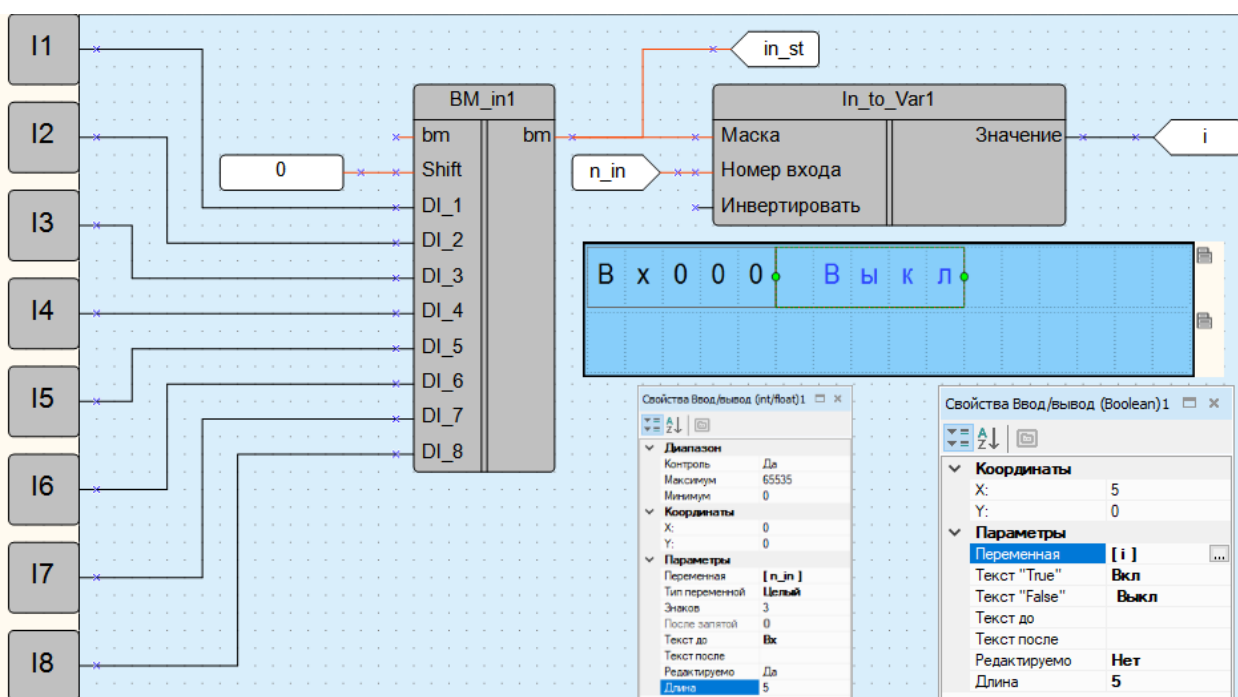 I1
I2
I3
I4
I5
I6
I7
I8
0
BM_in1
bm bm
Shift
DI_1
DI_2
DI_3
DI_4
DI_5
DI_6
DI_7
DI_8
in_st
n_in
In_to_Var1
Маска Значение
Номер входа
Инвертировать
i
Вх000 Выкл
Свойства Ввод/вывод (int/float)1
Диапазон
Контроль Да
Максимум 65535
Минимум 0
Координаты
X: 0
Y: 0
Параметры
Переменная [ n_in ]
Тип переменной Целый
Знаков 3
После запятой 0
Текст до Вх
Текст после
Редактируемо Да
Длина 5
Свойства Ввод/вывод (Boolean)1
Координаты
X: 5
Y: 0
Параметры
Переменная [ i ] ...
Текст "True" Вкл
Текст "False" Выкл
Текст до
Текст после
Редактируемо Нет
Длина 5